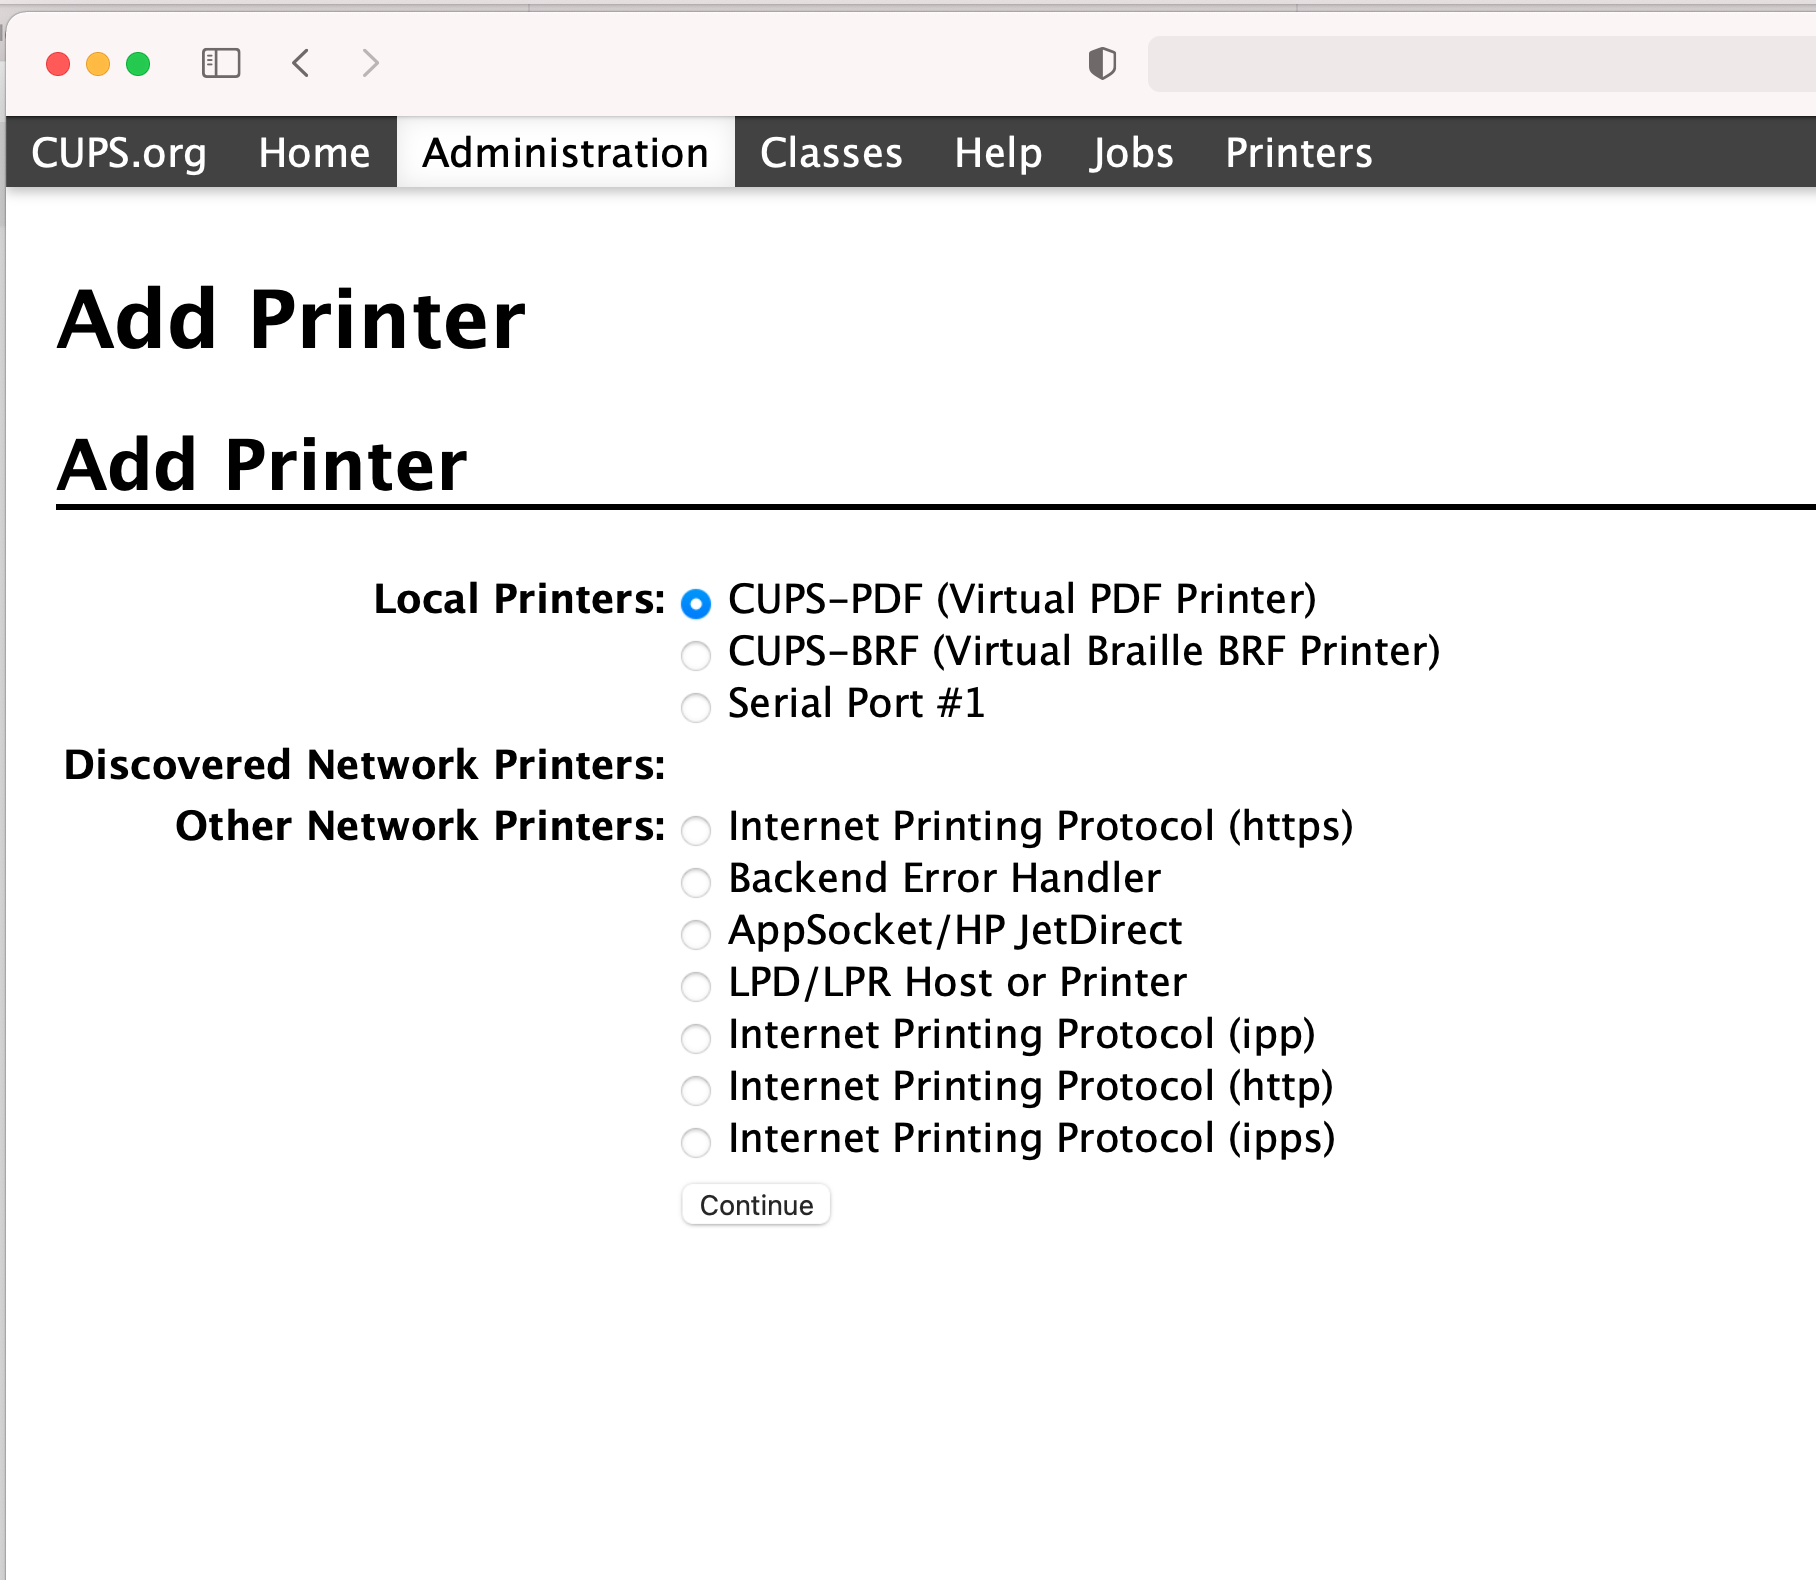 CUPS.org Home Administration Classes Help Jobs Printers
Add Printer
Add Printer
Local Printers: CUPS-PDF (Virtual PDF Printer)
CUPS-BRF (Virtual Braille BRF Printer)
Serial Port #1
Discovered Network Printers:
Other Network Printers: Internet Printing Protocol (https)
Backend Error Handler
AppSocket/HP JetDirect
LPD/LPR Host or Printer
Internet Printing Protocol (ipp)
Internet Printing Protocol (http)
Internet Printing Protocol (ipps)
Continue